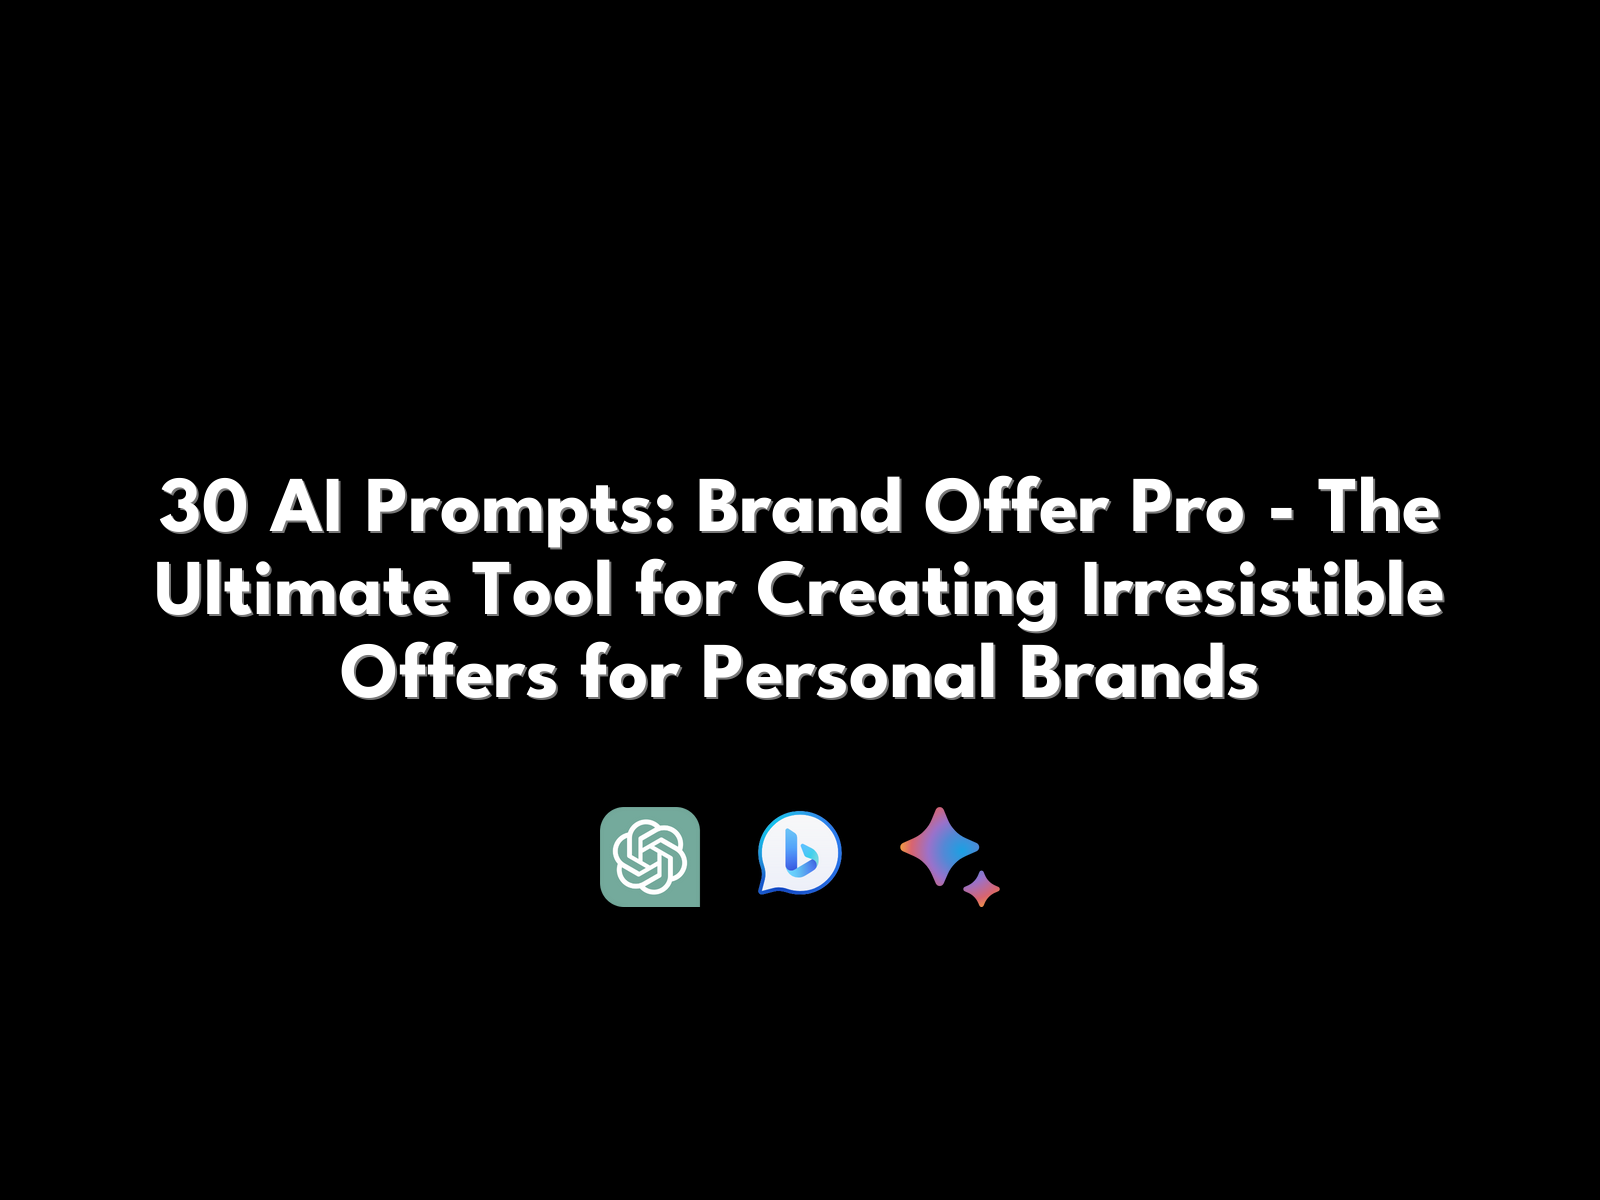 30 AI Prompts: Brand Offer Pro - The
Ultimate Tool for Creating Irresistible
Offers for Personal Brands